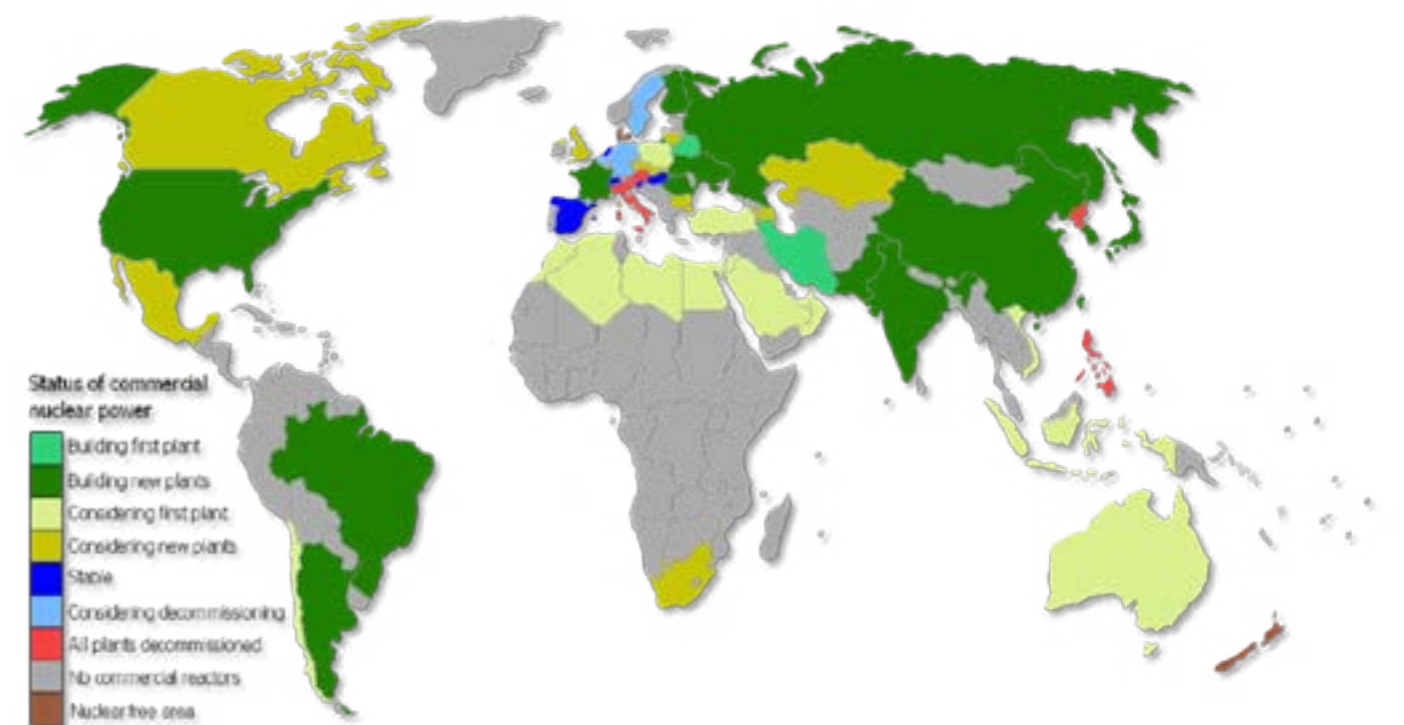 Status of commercial
nuclear power
Building first plant
Building new plants
Considering first plant
Considering new plants
Stable
Considering decommissioning
All plants decommissioned
No commercial reactors
Nuclear free area